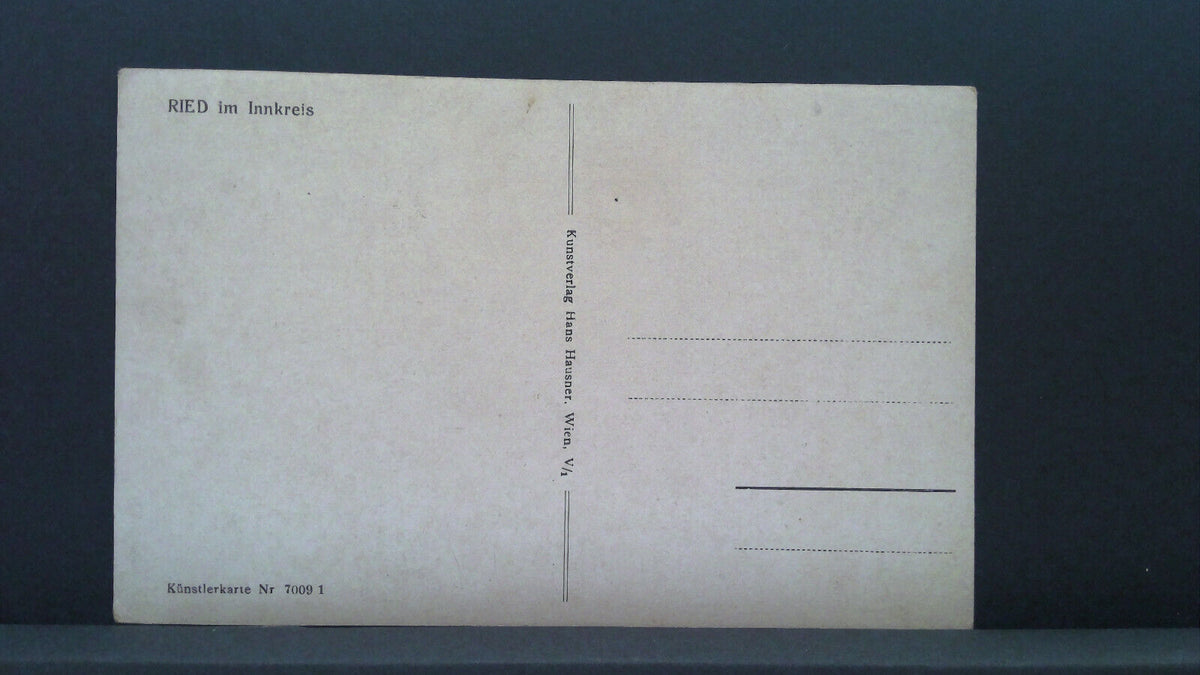 RIED im Innkreis
Kunstverlag Hans Hausner, Wien, V/1
Künstlerkarte Nr 7009 1